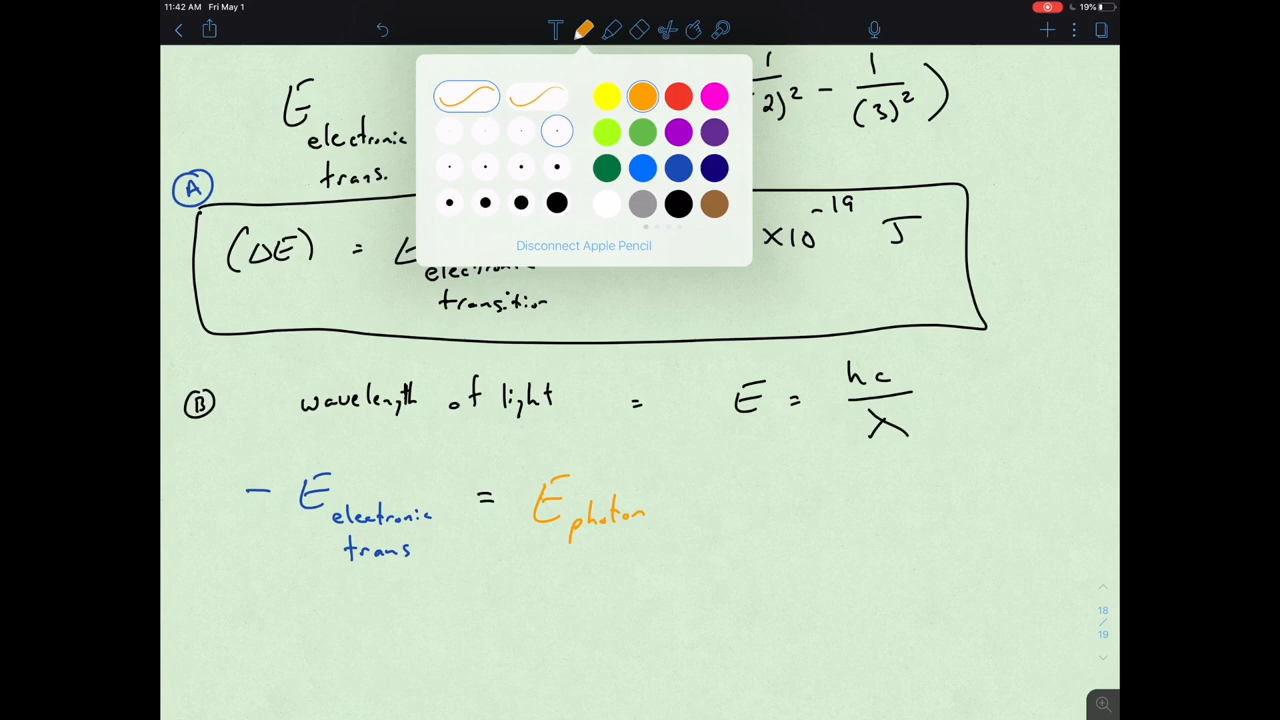 11:42 AM Fri May 1
19%
T
E electronic trans. 1 2)² - 1 (3)² )
A
(ΔE) = E electronic transition ×10⁻¹⁹ J
Disconnect Apple Pencil
B wavelength of light = E = hc / λ
- E electronic trans = E photon
18
/
19